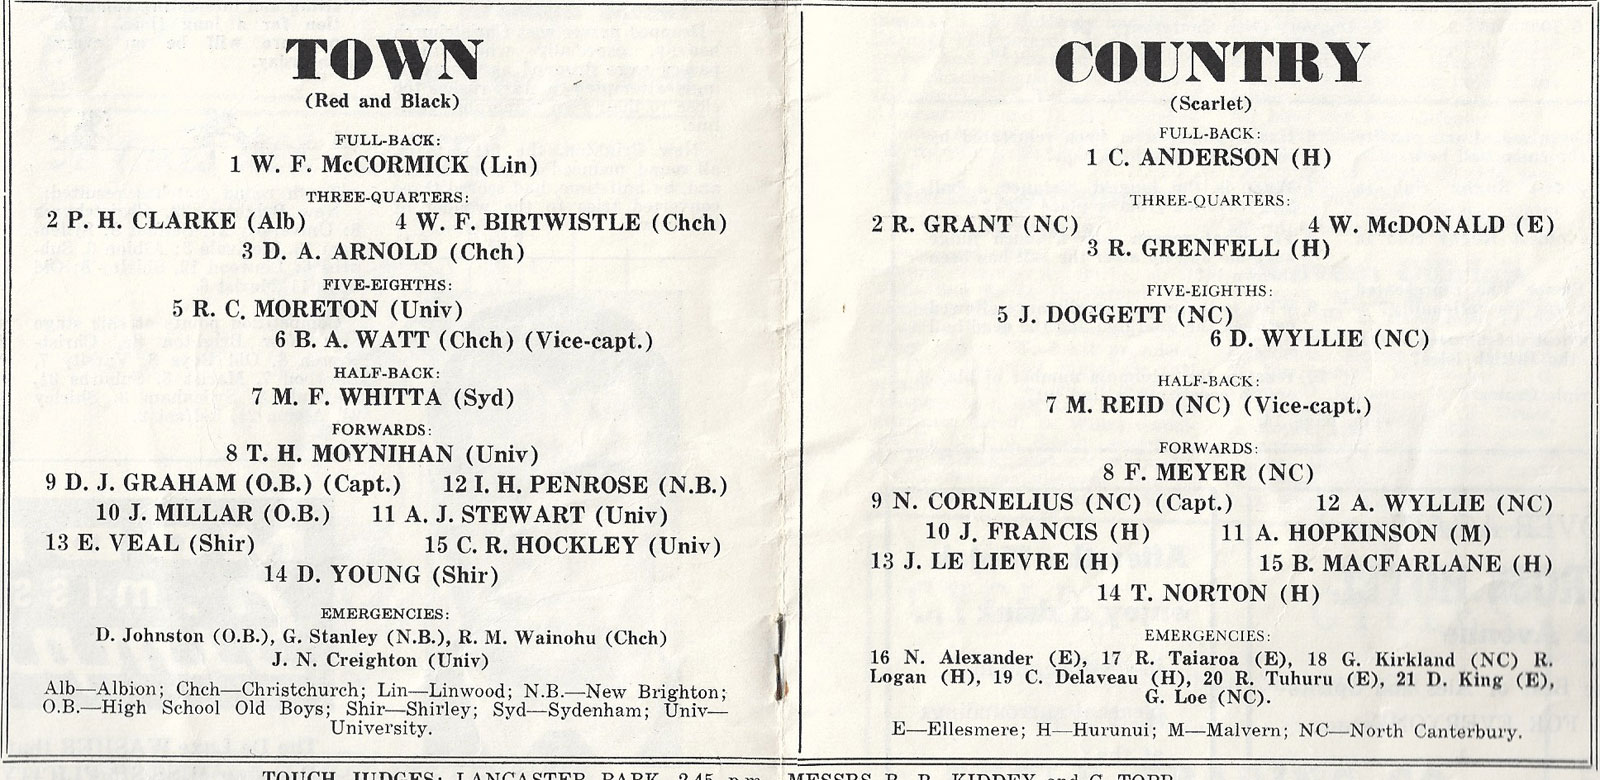 TOWN
(Red and Black)
FULL-BACK:
1 W. F. McCORMICK (Lin)
THREE-QUARTERS:
2 P. H. CLARKE (Alb) 4 W. F. BIRTWISTLE (Chch)
3 D. A. ARNOLD (Chch)
FIVE-EIGHTHS:
5 R. C. MORETON (Univ)
6 B. A. WATT (Chch) (Vice-capt.)
HALF-BACK:
7 M. F. WHITTA (Syd)
FORWARDS:
8 T. H. MOYNIHAN (Univ)
9 D. J. GRAHAM (O.B.) (Capt.) 12 I. H. PENROSE (N.B.)
10 J. MILLAR (O.B.) 11 A. J. STEWART (Univ)
13 E. VEAL (Shir) 15 C. R. HOCKLEY (Univ)
14 D. YOUNG (Shir)
EMERGENCIES:
D. Johnston (O.B.), G. Stanley (N.B.), R. M. Wainohu (Chch)
J. N. Creighton (Univ)
Alb—Albion; Chch—Christchurch; Lin—Linwood; N.B.—New Brighton;
O.B.—High School Old Boys; Shir—Shirley; Syd—Sydenham; Univ—
University.
COUNTRY
(Scarlet)
FULL-BACK:
1 C. ANDERSON (H)
THREE-QUARTERS:
2 R. GRANT (NC) 4 W. McDONALD (E)
3 R. GRENFELL (H)
FIVE-EIGHTHS:
5 J. DOGGETT (NC)
6 D. WYLLIE (NC)
HALF-BACK:
7 M. REID (NC) (Vice-capt.)
FORWARDS:
8 F. MEYER (NC)
9 N. CORNELIUS (NC) (Capt.) 12 A. WYLLIE (NC)
10 J. FRANCIS (H) 11 A. HOPKINSON (M)
13 J. LE LIEVRE (H) 15 B. MACFARLANE (H)
14 T. NORTON (H)
EMERGENCIES:
16 N. Alexander (E), 17 R. Taiaroa (E), 18 G. Kirkland (NC) R.
Logan (H), 19 C. Delaveau (H), 20 R. Tuhuru (E), 21 D. King (E),
G. Loe (NC).
E—Ellesmere; H—Hurunui; M—Malvern; NC—North Canterbury.
TOUCH JUDGES: LANCASTER PARK, 2.45 p.m., MESSRS